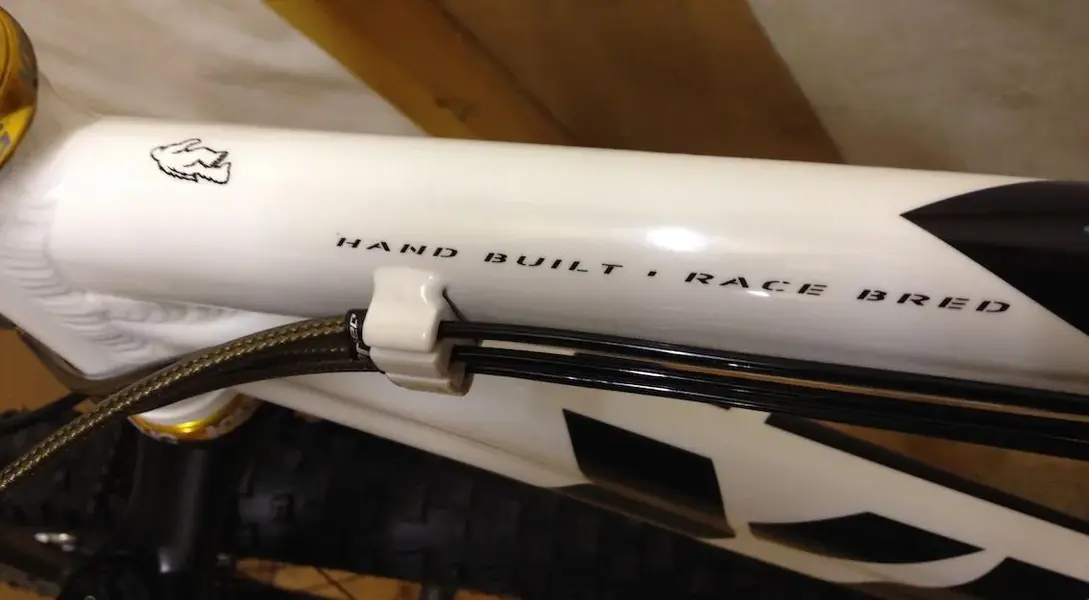 HAND BUILT · RACE BRED